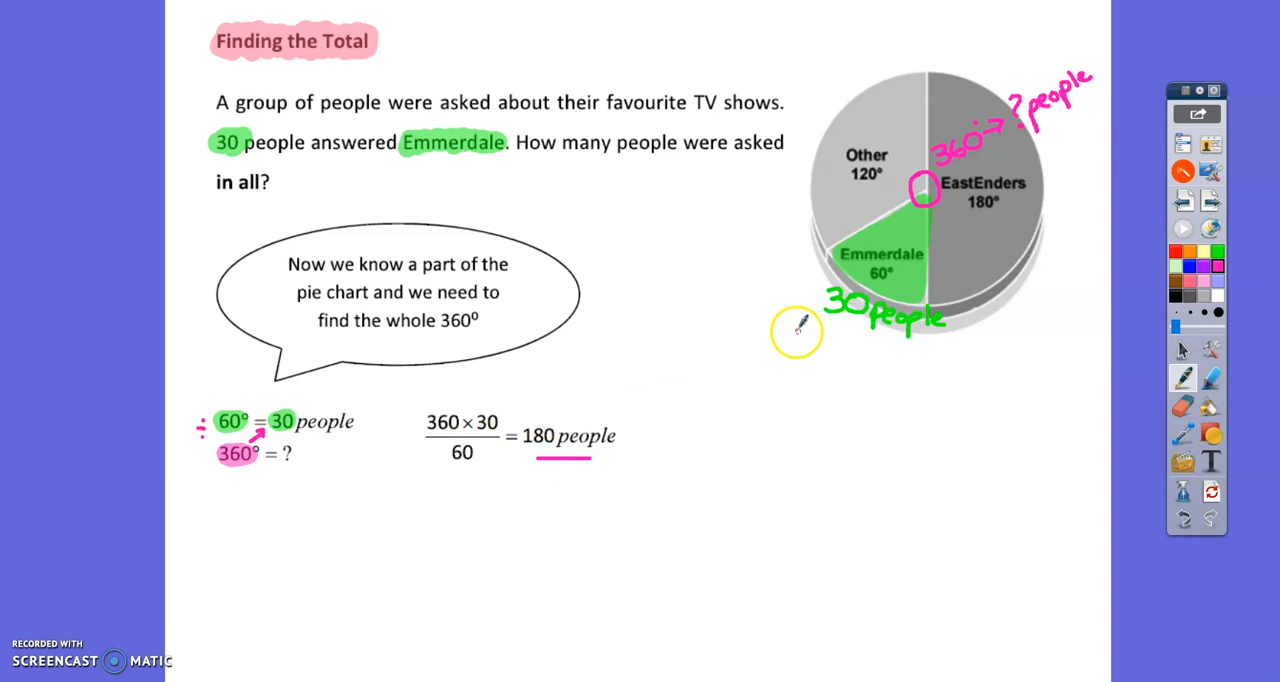 Finding the Total
A group of people were asked about their favourite TV shows.
30 people answered Emmerdale. How many people were asked
in all?
Now we know a part of the
pie chart and we need to
find the whole 360⁰
÷ 60° = 30 people
360° = ?
360 × 30
60
= 180 people
Other
120°
EastEnders
180°
Emmerdale
60°
360° → ? people
30 people
T
RECORDED WITH
SCREENCAST MATIC